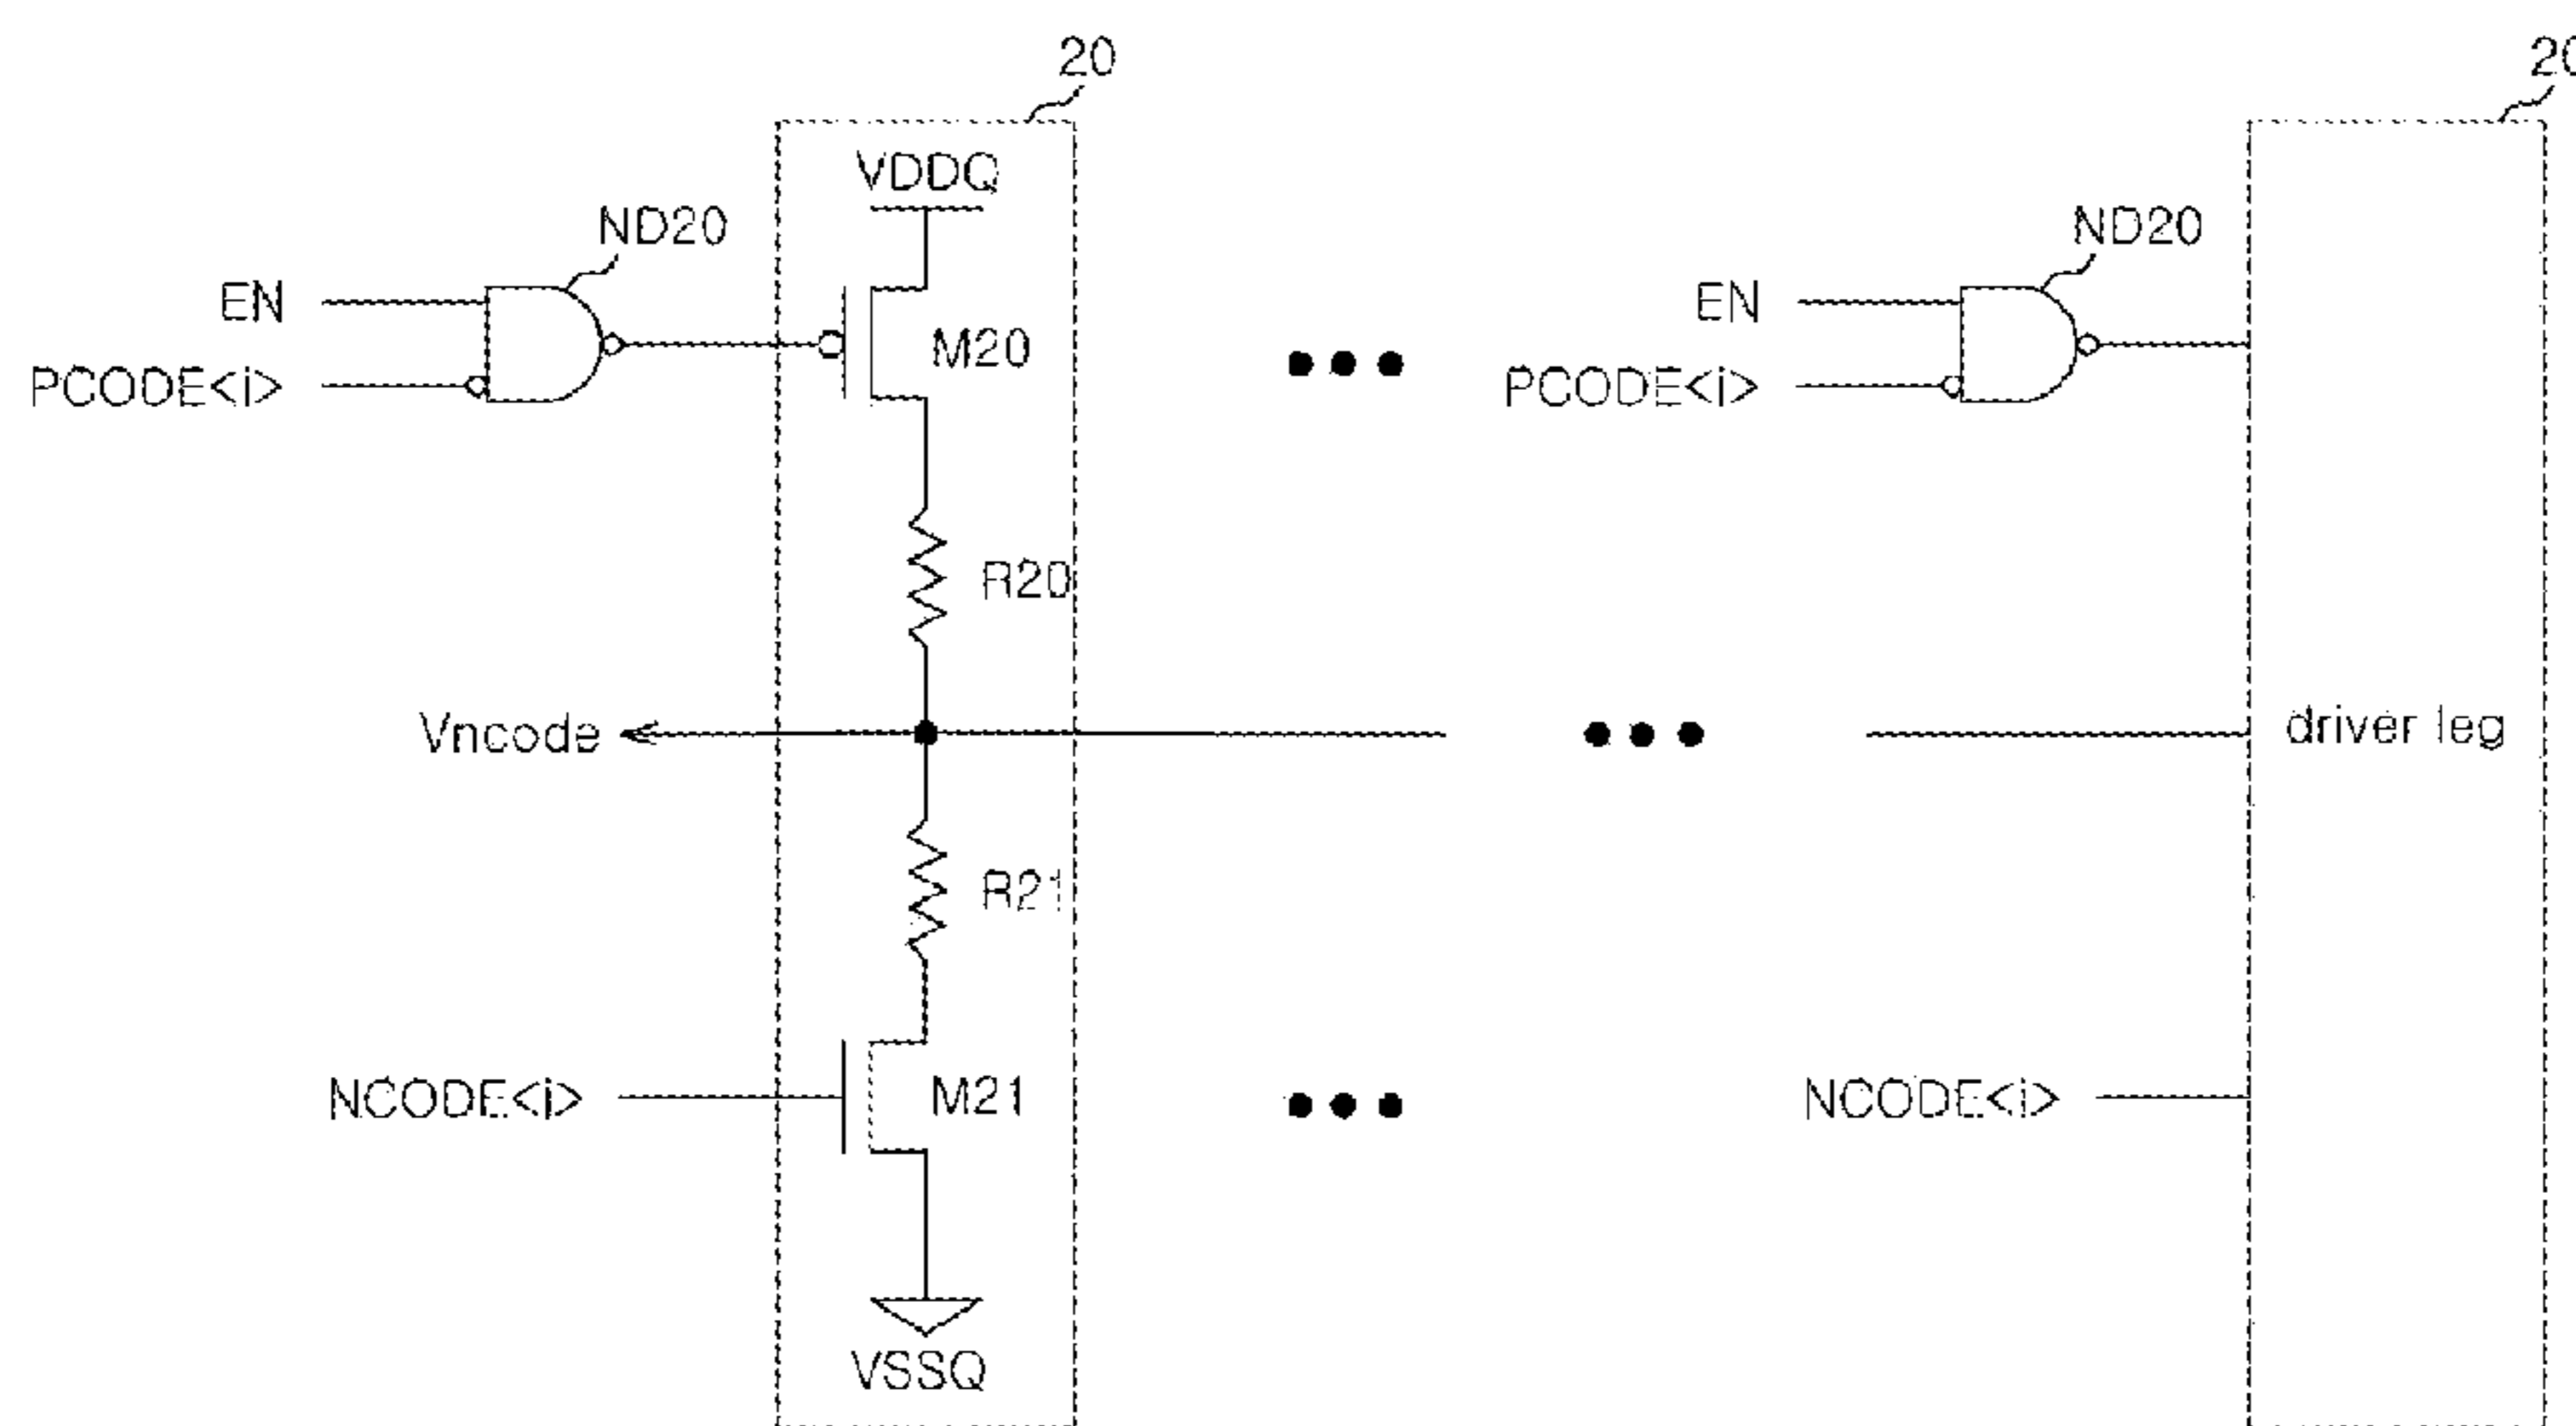 20
20
VDDQ
ND20
ND20
EN
EN
M20
PCODE<i>
PCODE<i>
R20
Vncode
driver leg
R21
NCODE<i>
M21
NCODE<i>
VSSQ